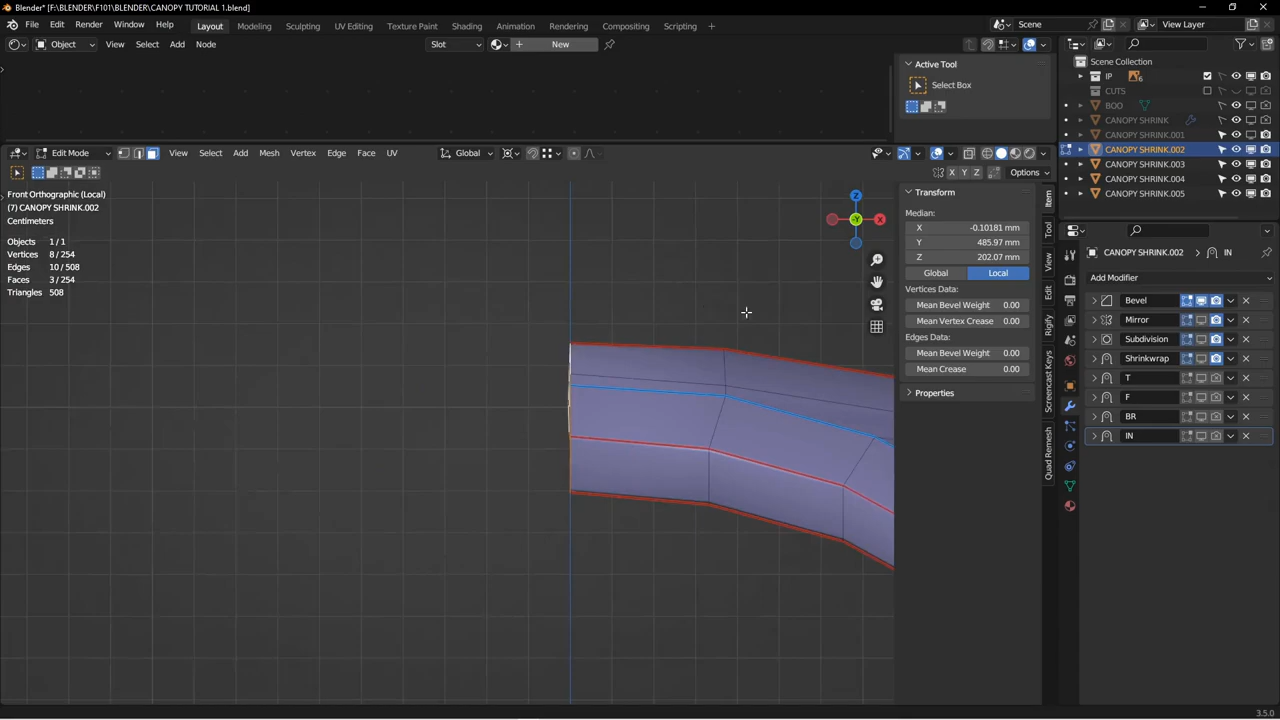 Blender* [F:\BLENDER\F101\BLENDER\CANOPY TUTORIAL 1.blend]
File Edit Render Window Help Layout Modeling Sculpting UV Editing Texture Paint Shading Animation Rendering Compositing Scripting + Scene View Layer
Object View Select Add Node Slot New
Active Tool
Select Box
Scene Collection
IP 6
CUTS
BOO
CANOPY SHRINK
CANOPY SHRINK.001
CANOPY SHRINK.002
CANOPY SHRINK.003
CANOPY SHRINK.004
CANOPY SHRINK.005
Edit Mode View Select Add Mesh Vertex Edge Face UV Global
X Y Z Options
Front Orthographic (Local)
(7) CANOPY SHRINK.002
Centimeters
Objects 1 / 1
Vertices 8 / 254
Edges 10 / 508
Faces 3 / 254
Triangles 508
Z
Y X
Transform
Median:
X -0.10181 mm
Y 485.97 mm
Z 202.07 mm
Global Local
Vertices Data:
Mean Bevel Weight 0.00
Mean Vertex Crease 0.00
Edges Data:
Mean Bevel Weight 0.00
Mean Crease 0.00
Properties
Item
Tool
View
Edit
Rigify
Screencast Keys
Quad Remesh
CANOPY SHRINK.002 IN
Add Modifier
Bevel
Mirror
Subdivision
Shrinkwrap
T
F
BR
IN
3.5.0